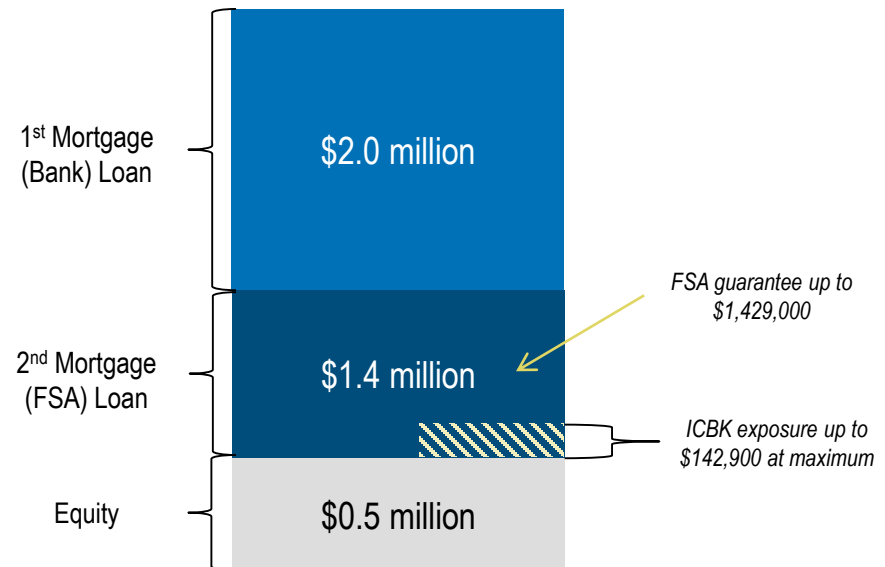 1st Mortgage
(Bank) Loan
$2.0 million
FSA guarantee up to
$1,429,000
2nd Mortgage
(FSA) Loan
$1.4 million
ICBK exposure up to
$142,900 at maximum
Equity
$0.5 million